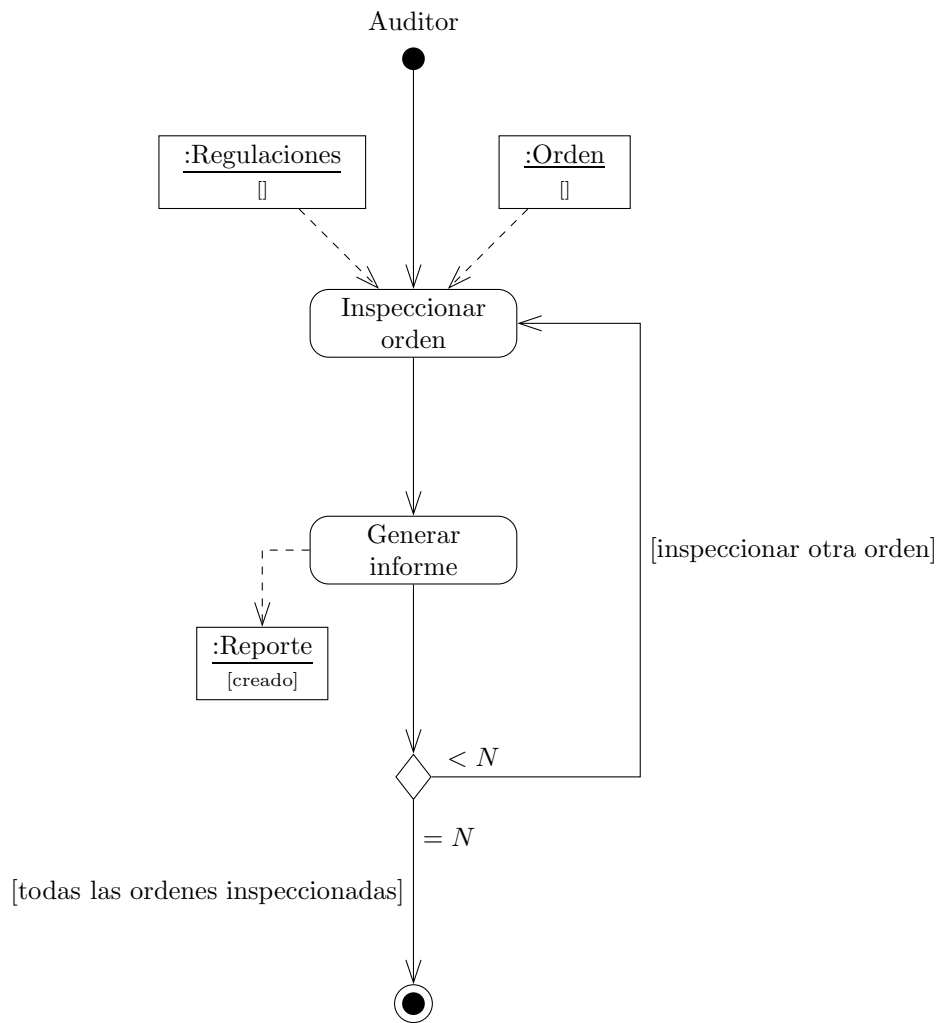 Auditor
:Regulaciones
[]
:Orden
[]
Inspeccionar
orden
Generar
informe
[inspeccionar otra orden]
:Reporte
[creado]
< N
= N
[todas las ordenes inspeccionadas]